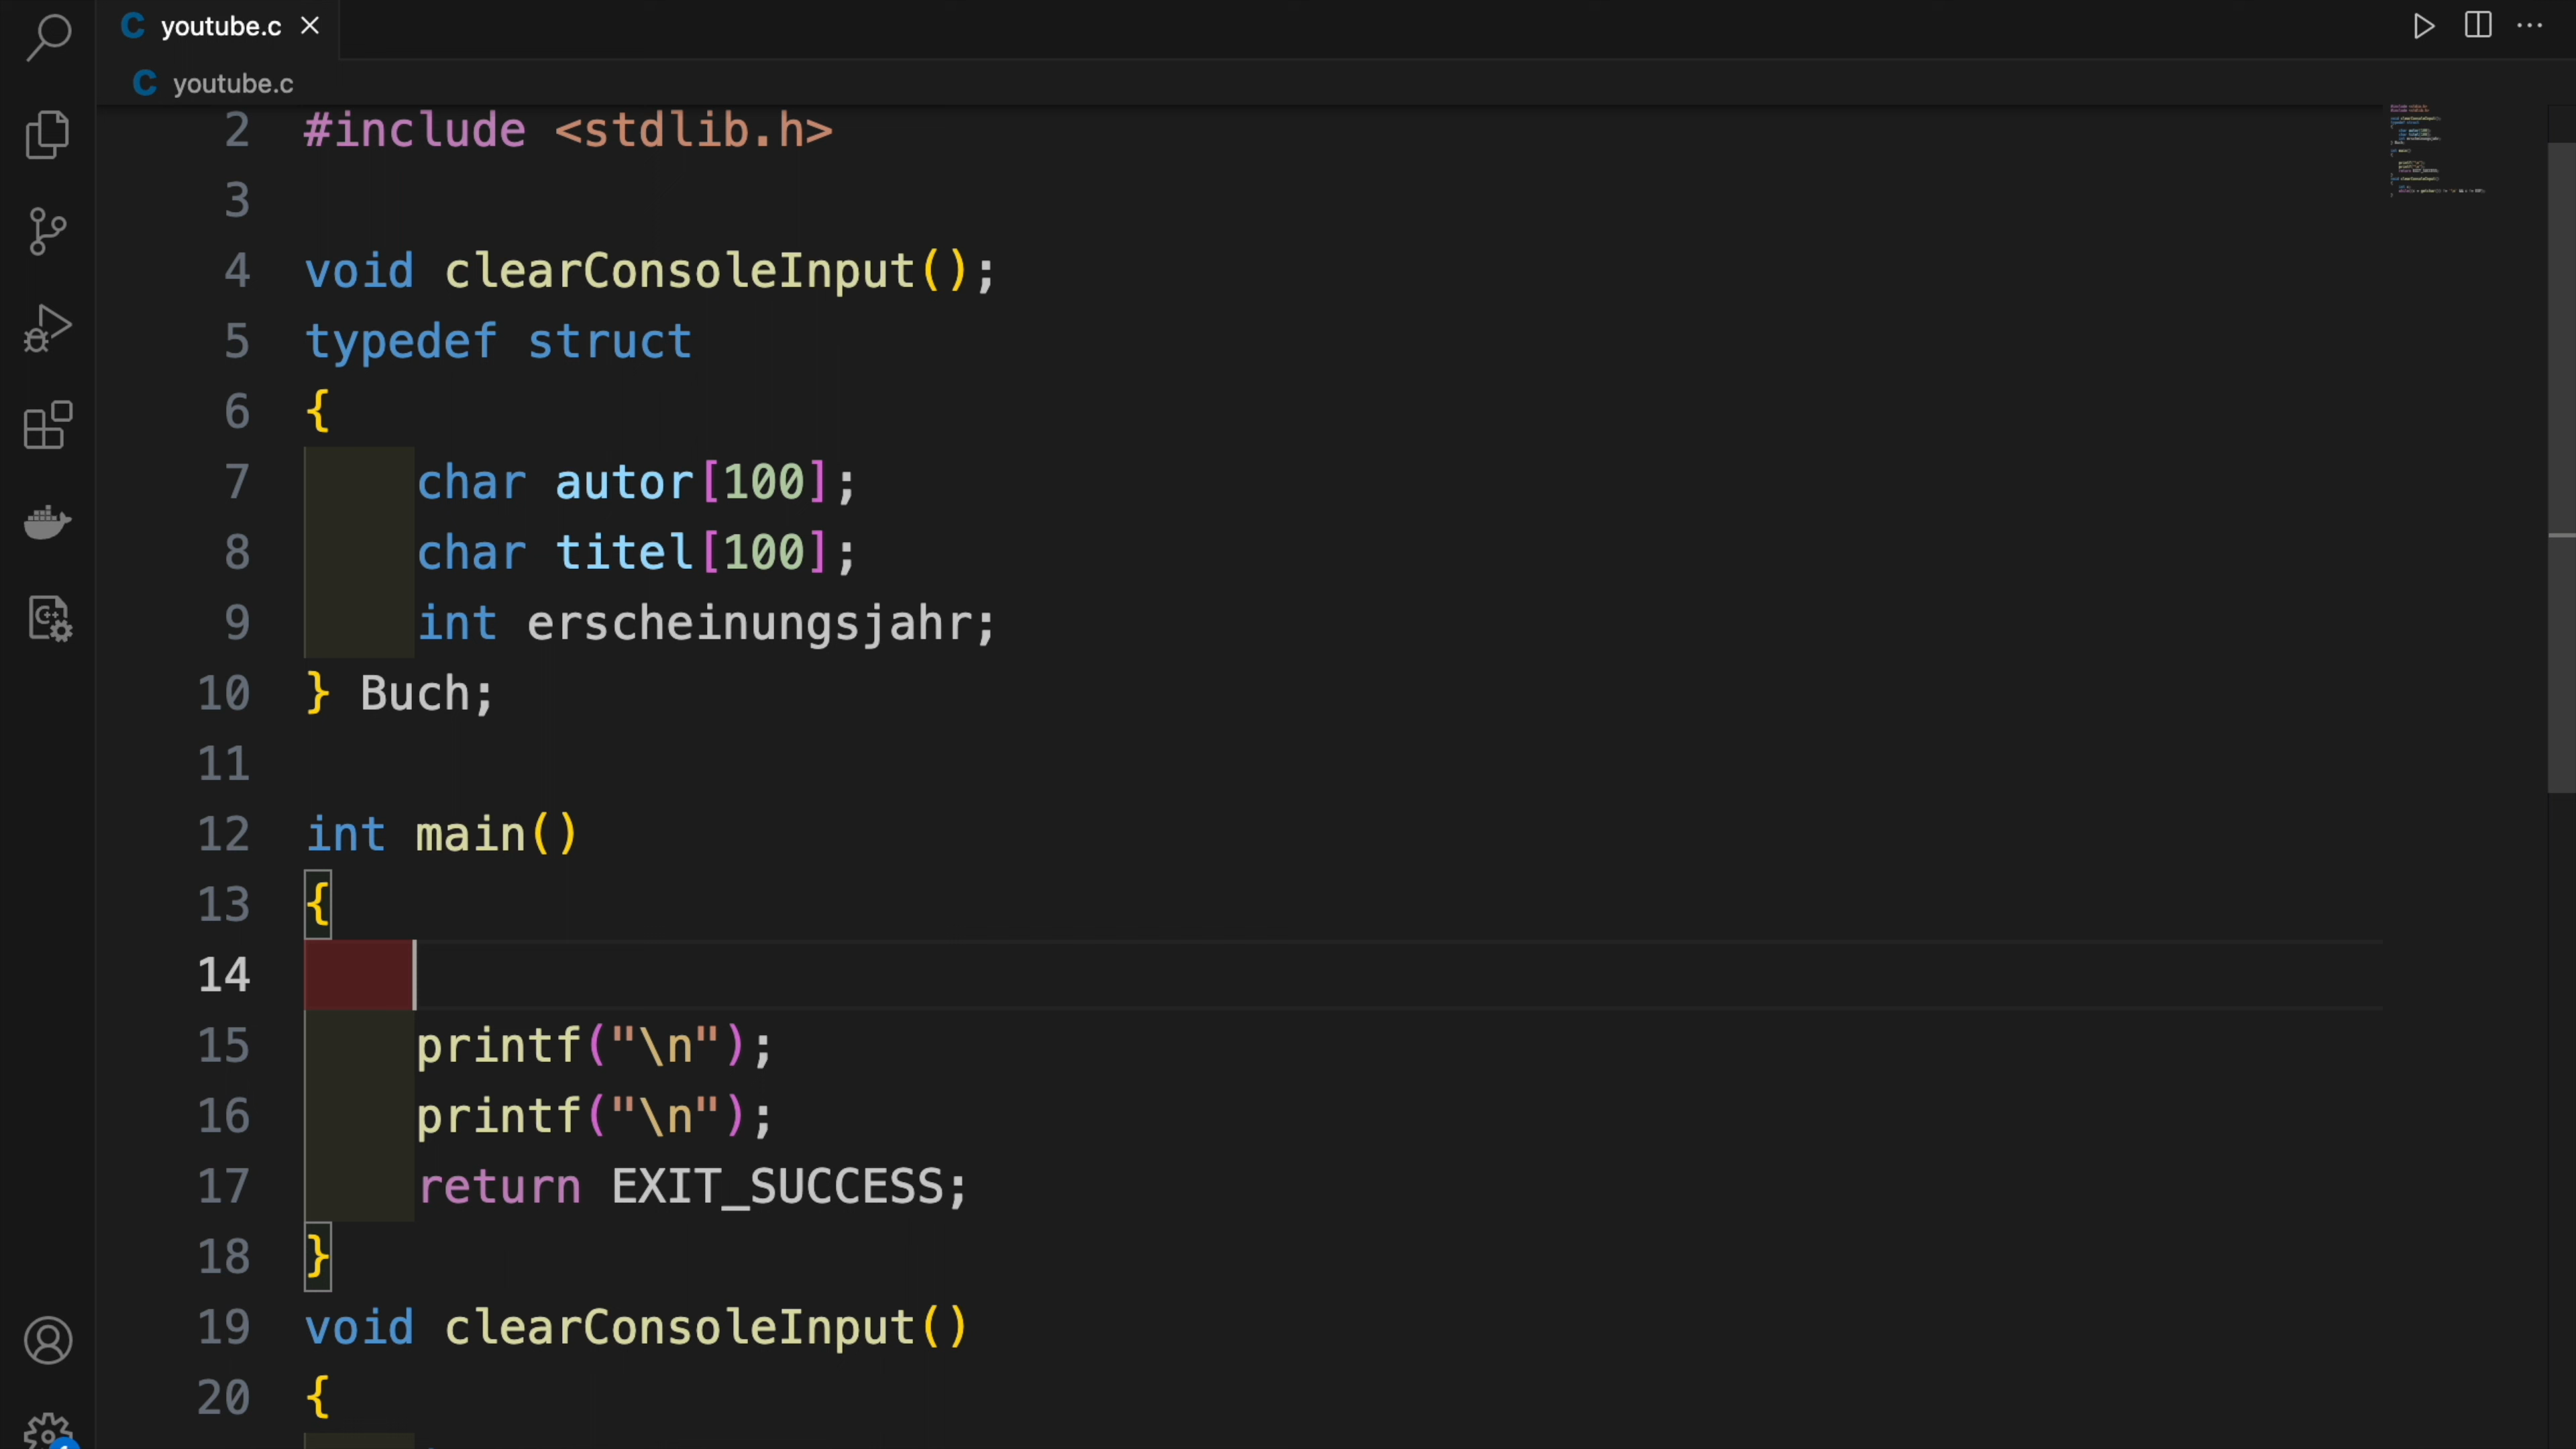 C youtube.c
C youtube.c
2 #include <stdlib.h>
3
4 void clearConsoleInput();
5 typedef struct
6 {
7 char autor[100];
8 char titel[100];
9 int erscheinungsjahr;
10 } Buch;
11
12 int main()
13 {
14
15 printf("\n");
16 printf("\n");
17 return EXIT_SUCCESS;
18 }
19 void clearConsoleInput()
20 {